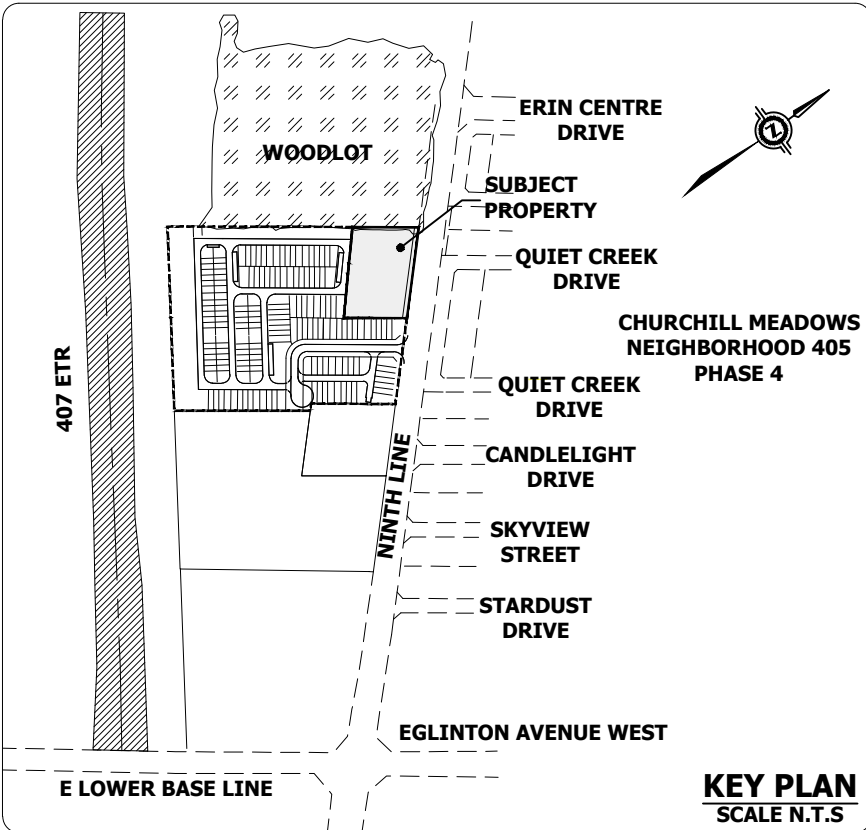 ERIN CENTRE
DRIVE
WOODLOT
SUBJECT
PROPERTY
QUIET CREEK
DRIVE
CHURCHILL MEADOWS
NEIGHBORHOOD 405
PHASE 4
407 ETR
QUIET CREEK
DRIVE
CANDLELIGHT
DRIVE
NINTH LINE
SKYVIEW
STREET
STARDUST
DRIVE
EGLINTON AVENUE WEST
E LOWER BASE LINE
KEY PLAN
SCALE N.T.S
Z